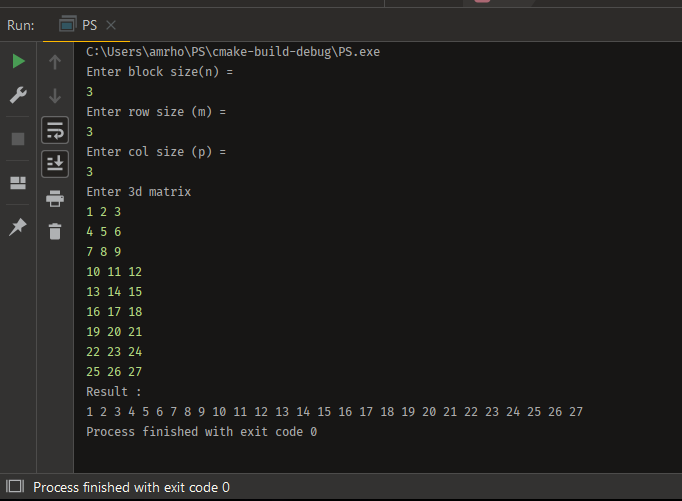 Run: PS
C:\Users\amrho\PS\cmake-build-debug\PS.exe
Enter block size(n) =
3
Enter row size (m) =
3
Enter col size (p) =
3
Enter 3d matrix
1 2 3
4 5 6
7 8 9
10 11 12
13 14 15
16 17 18
19 20 21
22 23 24
25 26 27
Result :
1 2 3 4 5 6 7 8 9 10 11 12 13 14 15 16 17 18 19 20 21 22 23 24 25 26 27
Process finished with exit code 0
Process finished with exit code 0